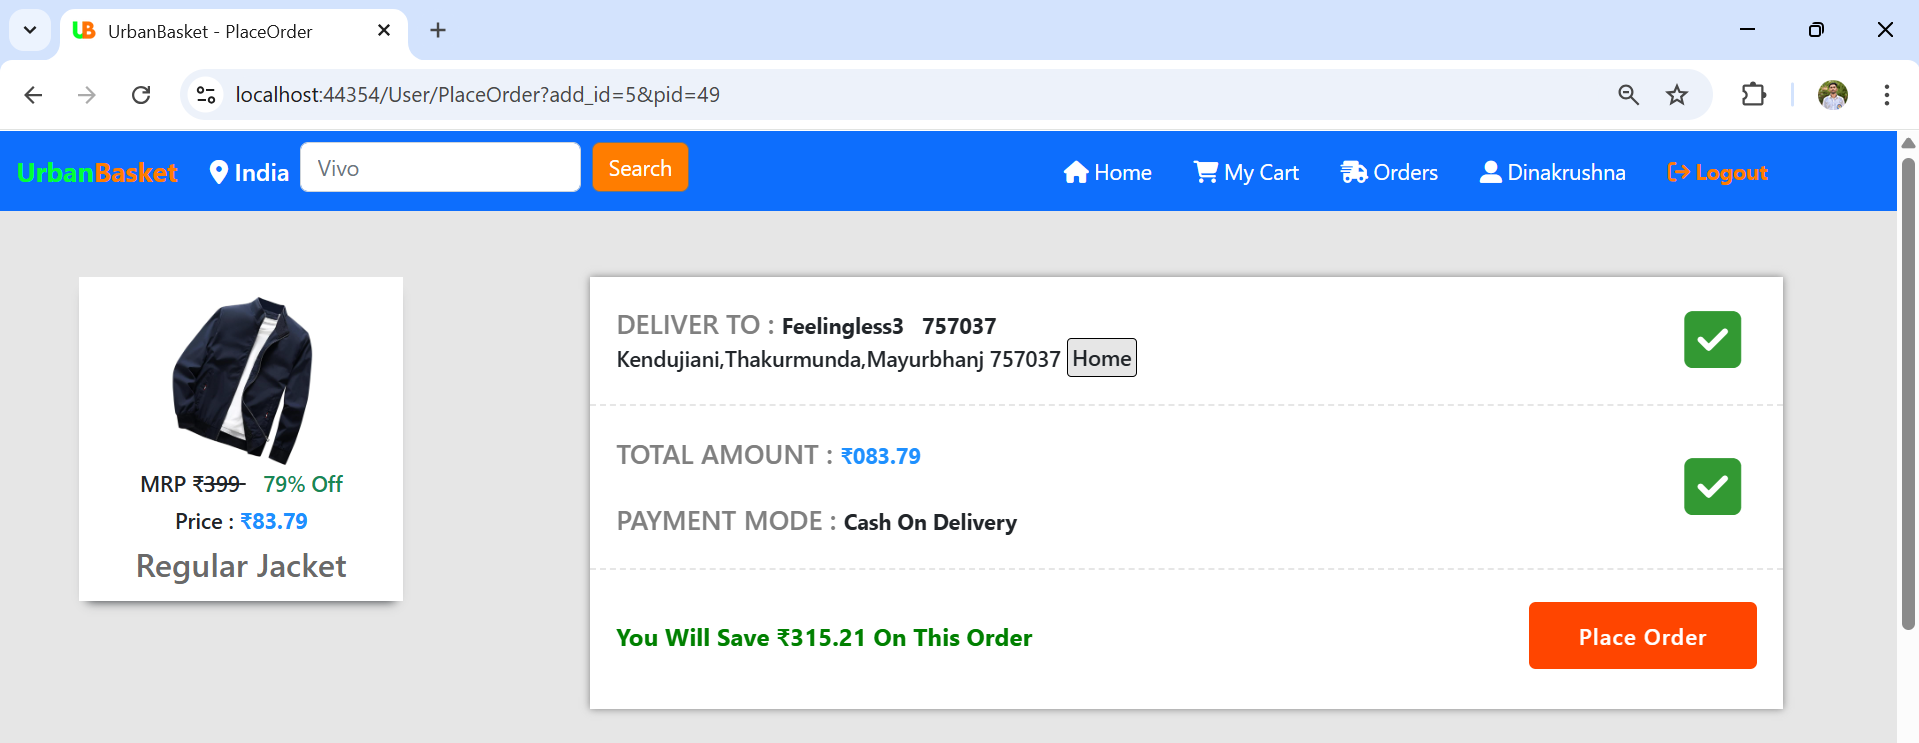 UrbanBasket - PlaceOrder
localhost:44354/User/PlaceOrder?add_id=5&pid=49
UrbanBasket India Vivo Search Home My Cart Orders Dinakrushna Logout
MRP ₹399 79% Off
Price : ₹83.79
Regular Jacket
DELIVER TO : Feelingless3 757037
Kendujiani,Thakurmunda,Mayurbhanj 757037 Home
TOTAL AMOUNT : ₹083.79
PAYMENT MODE : Cash On Delivery
You Will Save ₹315.21 On This Order
Place Order